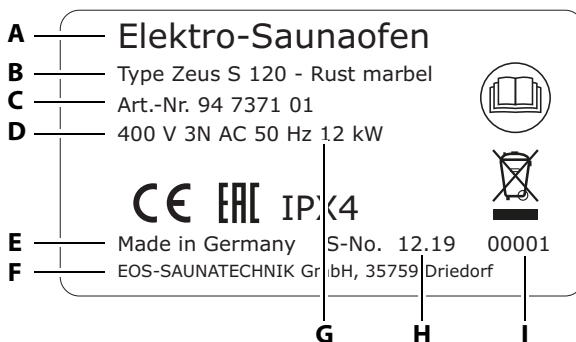 A Elektro-Saunaofen
B Type Zeus S 120 - Rust marbel
C Art.-Nr. 94 7371 01
D 400 V 3N AC 50 Hz 12 kW
CE EAC IPX4
E Made in Germany S-No. 12.19 00001
F EOS-SAUNATECHNIK GmbH, 35759 Driedorf
G H I